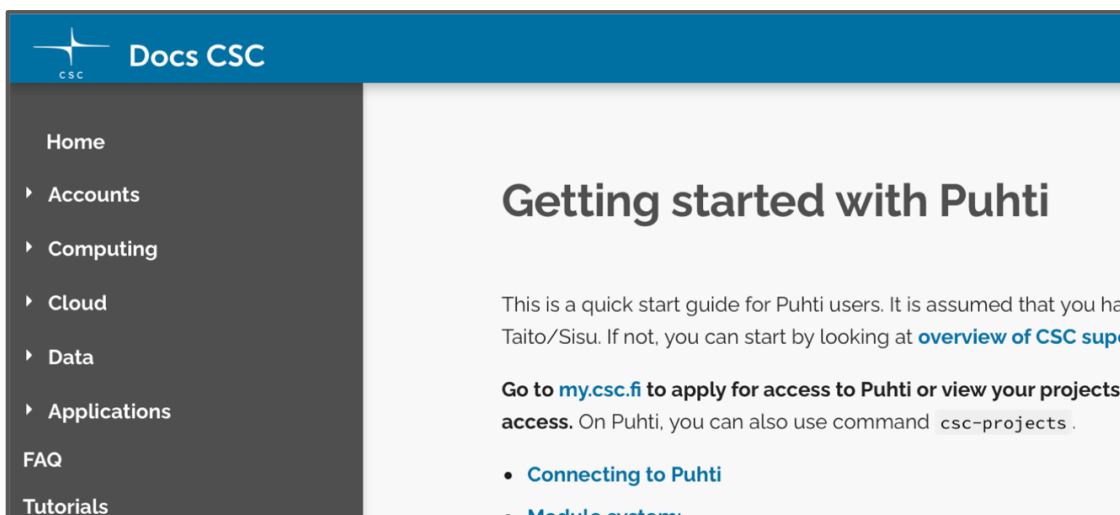 CSC
Docs CSC
Home
Accounts
Computing
Cloud
Data
Applications
FAQ
Tutorials
Getting started with Puhti
This is a quick start guide for Puhti users. It is assumed that you
Taito/Sisu. If not, you can start by looking at overview of CSC
Go to my.csc.fi to apply for access to Puhti or view your projects
access. On Puhti, you can also use command csc-projects.
• Connecting to Puhti
• Module system: